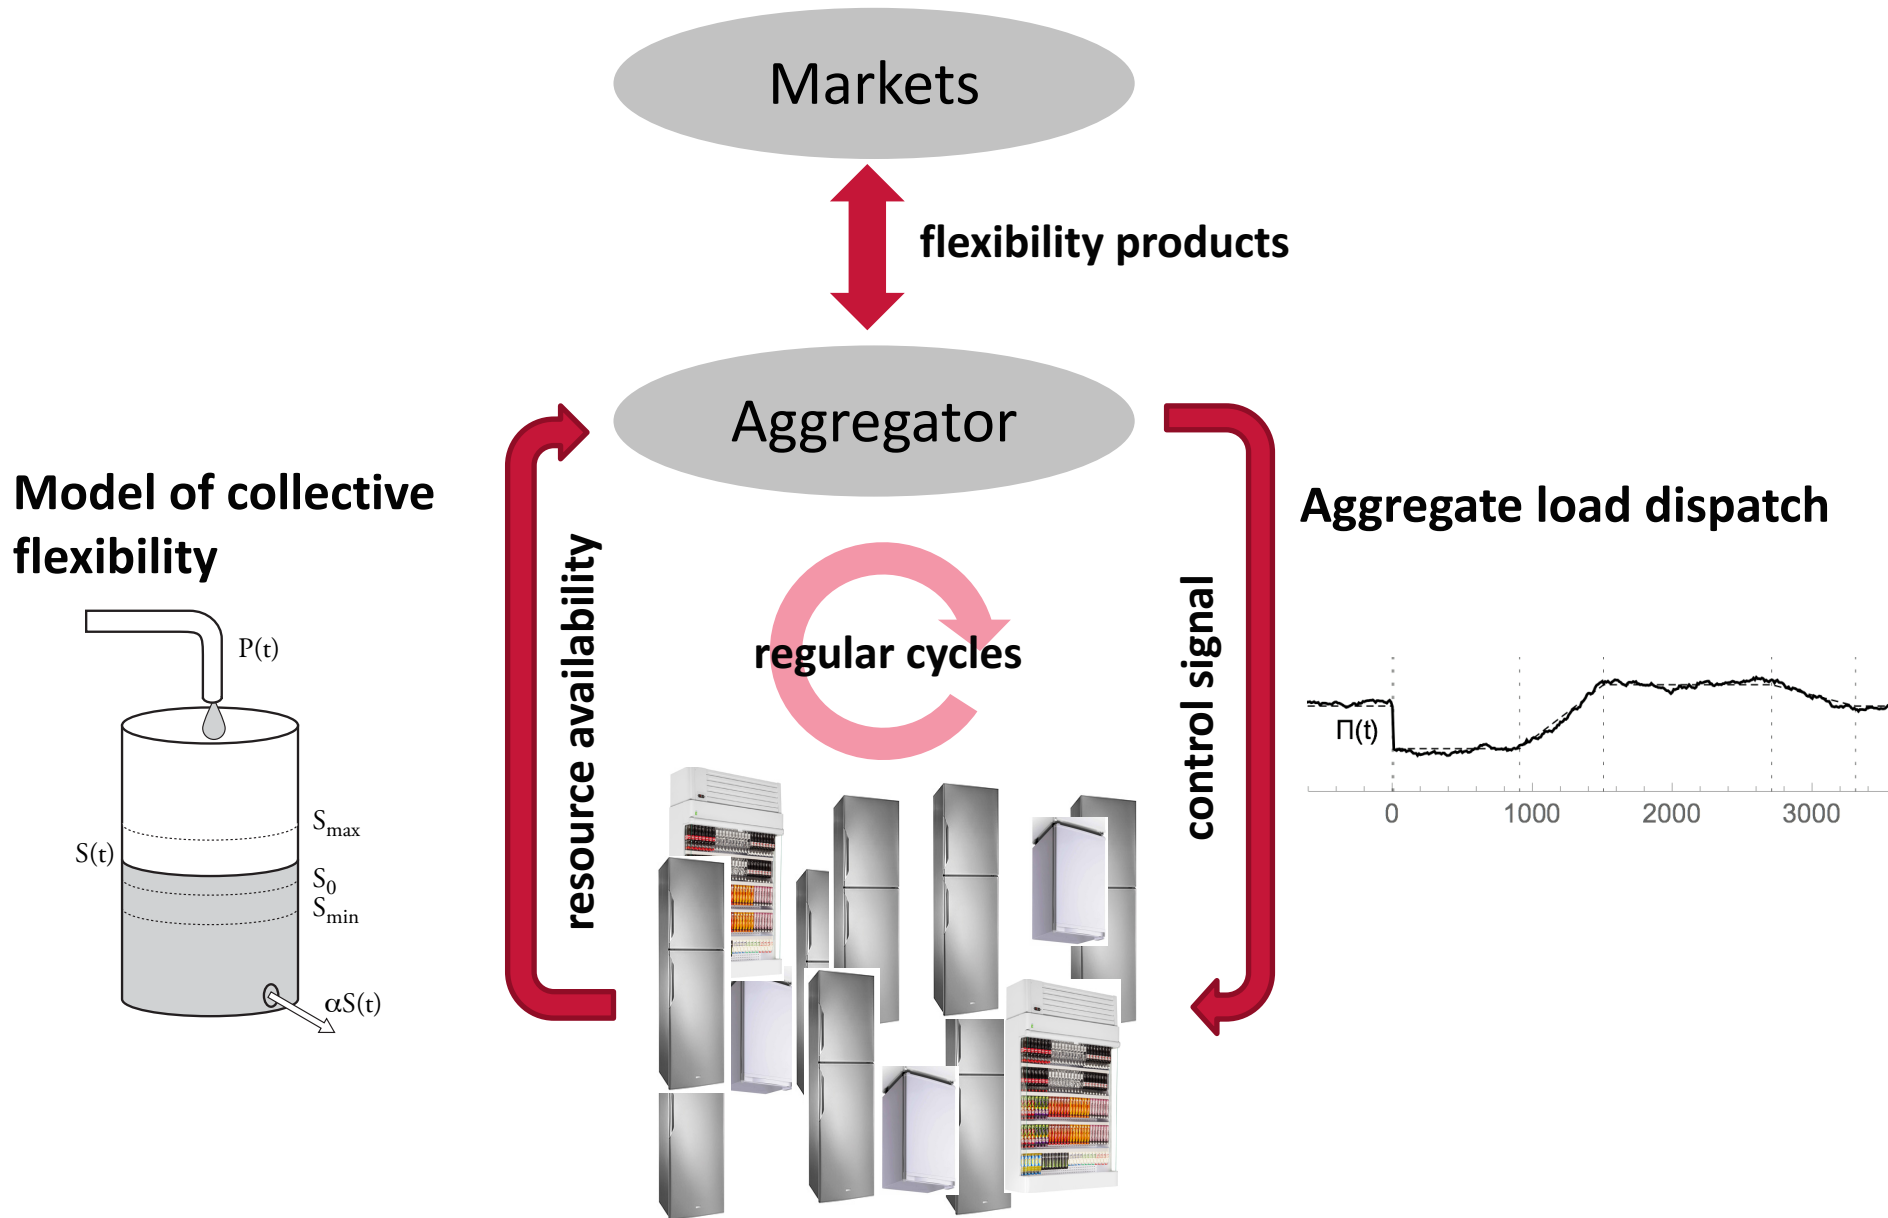 Markets
flexibility products
Aggregator
Model of collective
flexibility
Aggregate load dispatch
resource availability
regular cycles
control signal
P(t)
S(t)
Smax
S0
Smin
αS(t)
Π(t)
0
1000
2000
3000